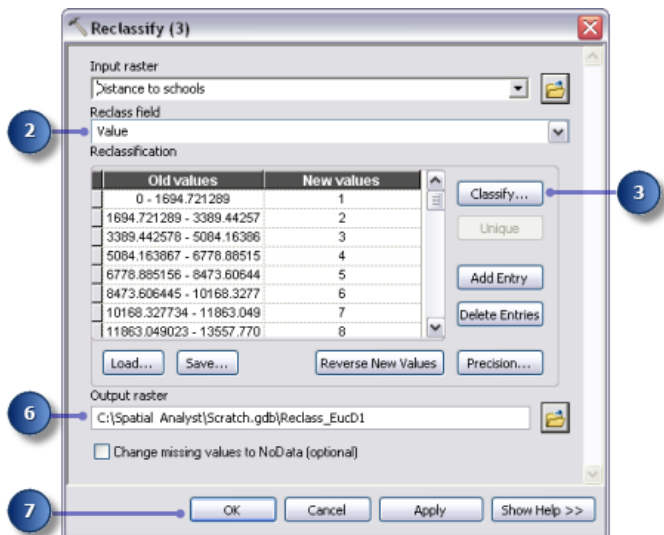 Reclassify (3)
Input raster
Distance to schools
Reclass field
2
Value
Reclassification
Old values New values
0 - 1694.721289 1
1694.721289 - 3389.44257 2
3389.442578 - 5084.16386 3
5084.163867 - 6778.88515 4
6778.885156 - 8473.60644 5
8473.606445 - 10168.3277 6
10168.327734 - 11863.049 7
11863.049023 - 13557.770 8
Classify...
3
Unique
Add Entry
Delete Entries
Load... Save... Reverse New Values Precision...
Output raster
6
C:\Spatial Analyst\Scratch.gdb\Reclass_EucD1
Change missing values to NoData (optional)
7
OK Cancel Apply Show Help >>